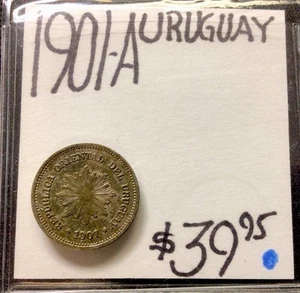 1901-A URUGUAY
REPUBLICA ORIENTAL DEL URUGUAY
1901
$39.95